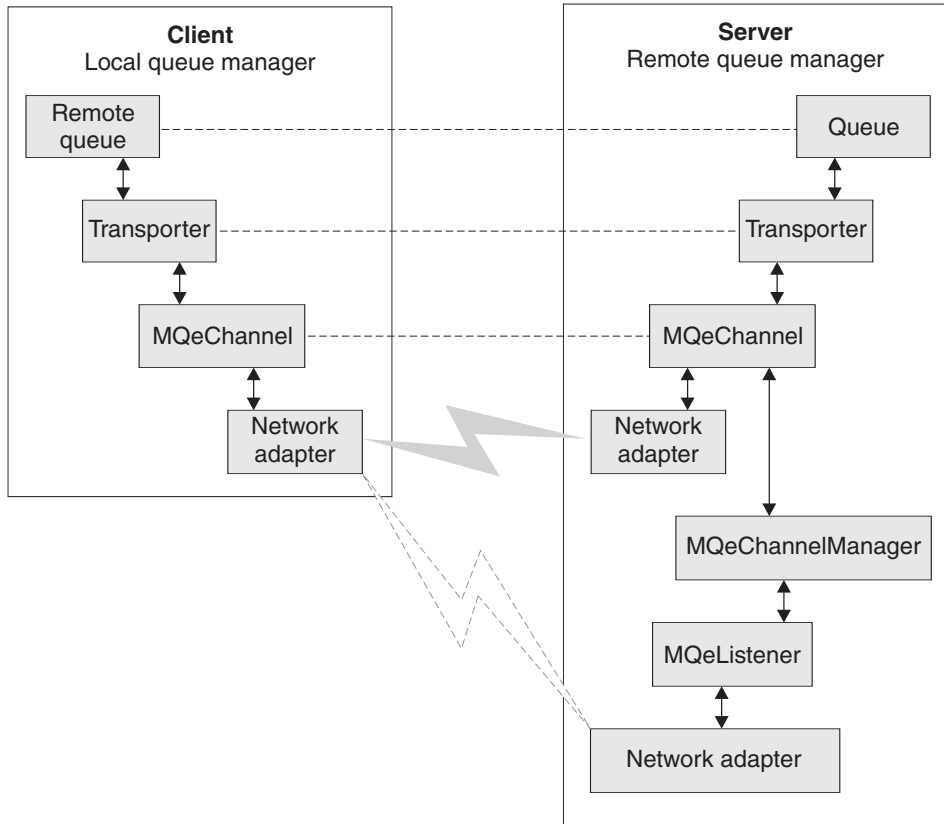 Client
Local queue manager
Remote
queue
Transporter
MQeChannel
Network
adapter
Server
Remote queue manager
Queue
Transporter
MQeChannel
Network
adapter
MQeChannelManager
MQeListener
Network adapter